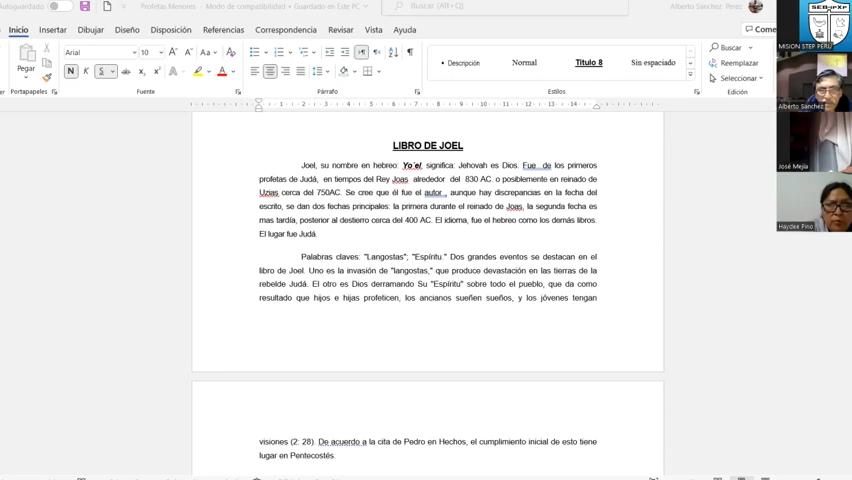 Autoguardado
Profetas Menores - Modo de compatibilidad • Guardado en Este PC
Buscar (Alt+Q)
Alberto Sanchez Perez
Inicio Insertar Dibujar Diseño Disposición Referencias Correspondencia Revisar Vista Ayuda
Come
Pegar
Arial 10
Portapapeles Fuente Párrafo Estilos Edición
• Descripción Normal Titulo 8 Sin espaciado
Buscar
Reemplazar
Seleccionar
MISION STEP PERU
Alberto Sanchez
José Mejía
Haydee Pino
LIBRO DE JOEL
Joel, su nombre en hebreo: Yo´el, significa: Jehovah es Dios. Fue de los primeros
profetas de Judá, en tiempos del Rey Joas alrededor del 830 AC. o posiblemente en reinado de
Uzias cerca del 750AC. Se cree que él fue el autor , aunque hay discrepancias en la fecha del
escrito, se dan dos fechas principales: la primera durante el reinado de Joas, la segunda fecha es
mas tardía, posterior al destierro cerca del 400 AC. El idioma, fue el hebreo como los demás libros.
El lugar fue Judá.
Palabras claves: "Langostas"; "Espíritu." Dos grandes eventos se destacan en el
libro de Joel. Uno es la invasión de "langostas," que produce devastación en las tierras de la
rebelde Judá. El otro es Dios derramando Su "Espíritu" sobre todo el pueblo, que da como
resultado que hijos e hijas profeticen, los ancianos sueñen sueños, y los jóvenes tengan
visiones (2: 28). De acuerdo a la cita de Pedro en Hechos, el cumplimiento inicial de esto tiene
lugar en Pentecostés.